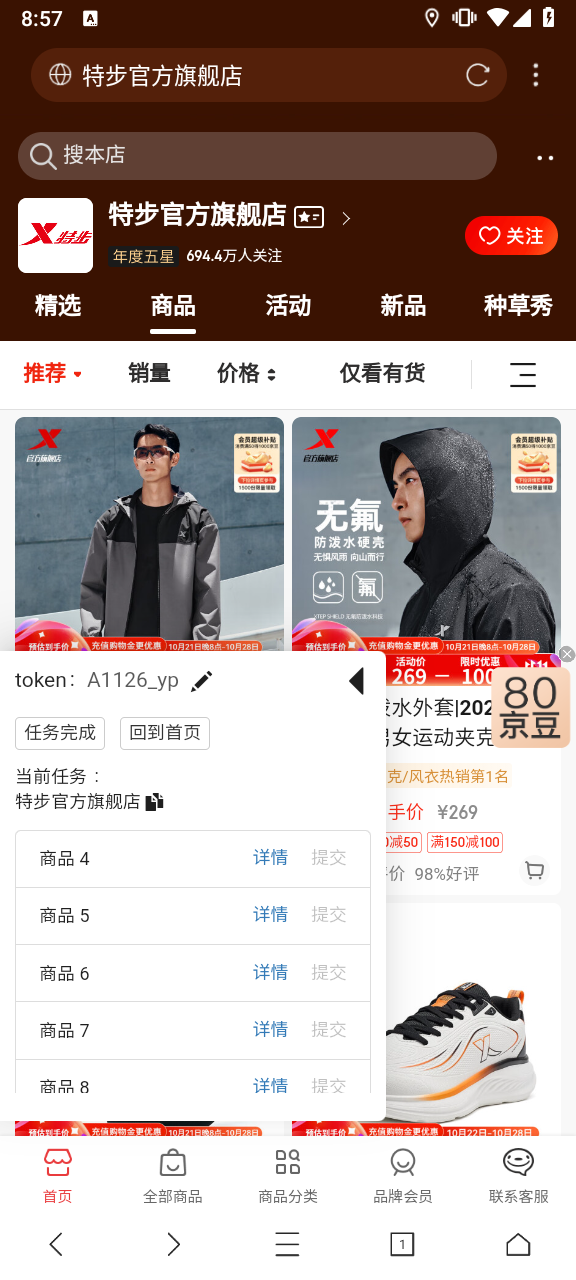 8:57
特步官方旗舰店
搜本店
特步
特步官方旗舰店
年度五星 694.4万人关注
关注
精选 商品 活动 新品 种草秀
推荐 销量 价格 仅看有货
官方旗舰店
会员超级补贴
官方旗舰店
会员超级补贴
无氟
防泼水硬壳
无惧风雨 向山而行
无氟
STEP SHIELD 无氟防泼水科技
预估到手价 充值购物金更优惠 10月21日晚8点-10月28日
预估到手价 充值购物金更优惠 10月21日晚8点-10月28日
活动价 限时优惠
269 - 100
80
京豆
水外套|202
男女运动夹克
克/风衣热销第1名
手价 ¥269
减50 满150减100
价 98%好评
token: A1126_yp
任务完成 回到首页
当前任务：
特步官方旗舰店
商品 4 详情 提交
商品 5 详情 提交
商品 6 详情 提交
商品 7 详情 提交
商品 8 详情 提交
预估到手价 充值购物金更优惠 10月21日晚8点-10月28日
预估到手价 充值购物金更优惠 10月22日-10月28日
首页 全部商品 商品分类 品牌会员 联系客服
1